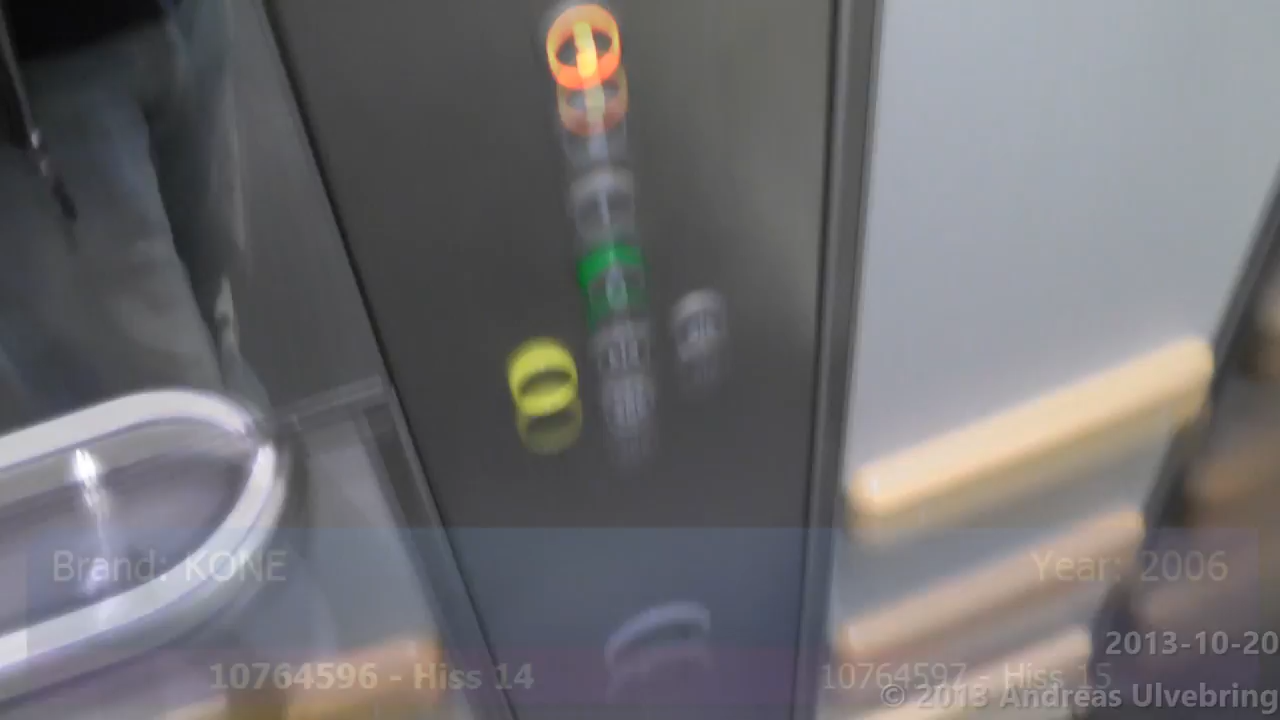 Brand: KONE
Year: 2006
2013-10-20
10764596 - Hiss 14
10764597 - Hiss 15
© 2013 Andreas Ulvebring